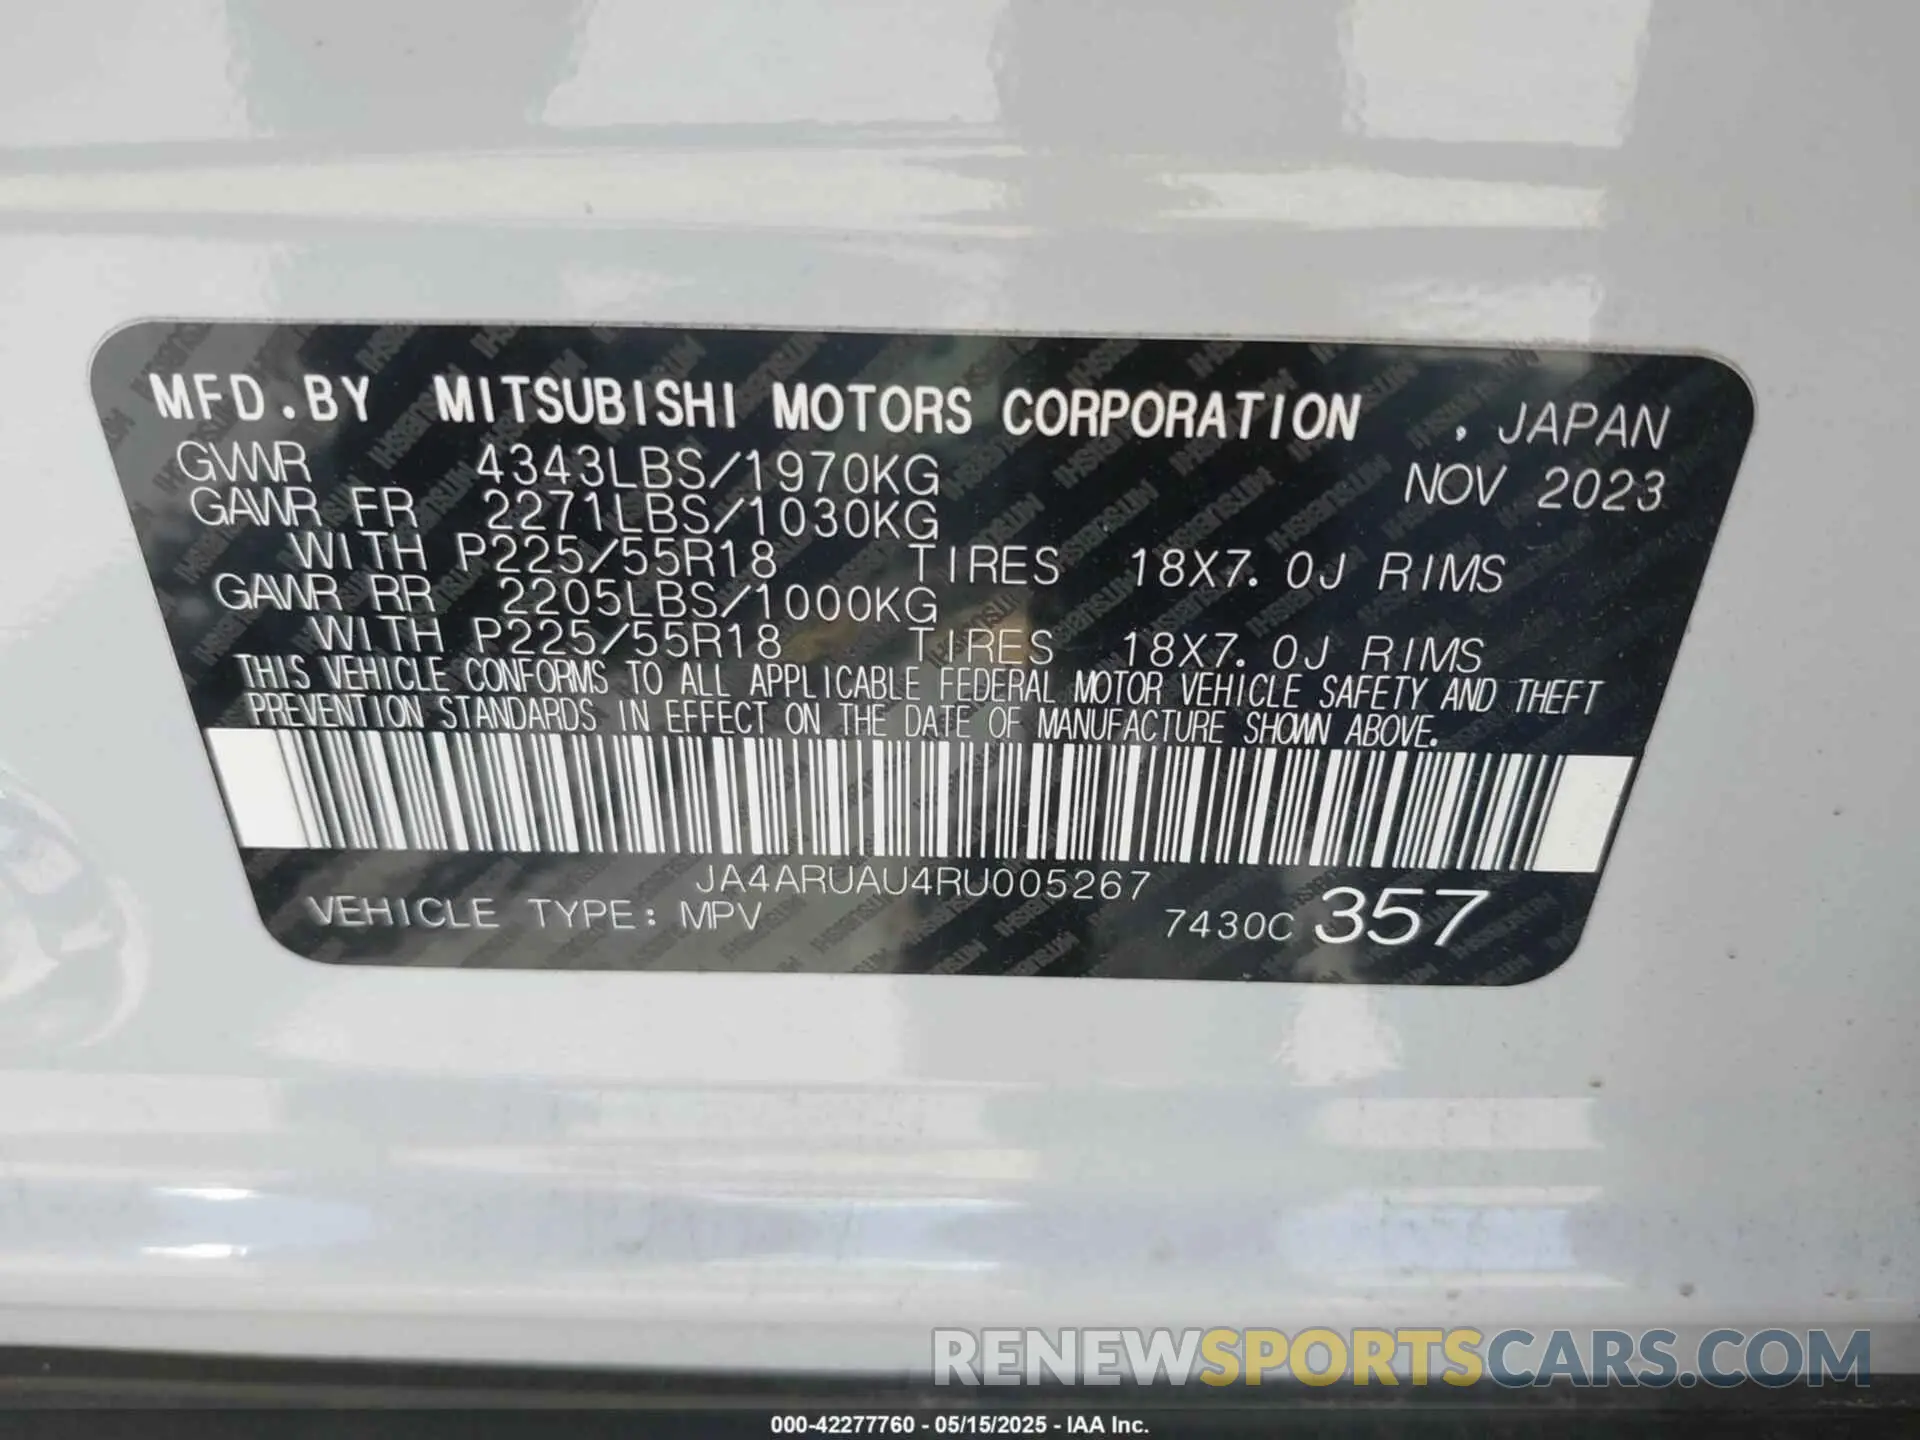 MFD.BY MITSUBISHI MOTORS CORPORATION , JAPAN
GVWR 4343LBS/1970KG NOV 2023
GAWR FR 2271LBS/1030KG
WITH P225/55R18 TIRES 18X7.0J RIMS
GAWR RR 2205LBS/1000KG
WITH P225/55R18 TIRES 18X7.0J RIMS
THIS VEHICLE CONFORMS TO ALL APPLICABLE FEDERAL MOTOR VEHICLE SAFETY AND THEFT
PREVENTION STANDARDS IN EFFECT ON THE DATE OF MANUFACTURE SHOWN ABOVE.
JA4ARUAU4RU005267
VEHICLE TYPE: MPV 7430C 357
RENEWSPORTSCARS.COM
000-42277760 - 05/15/2025 - IAA Inc.